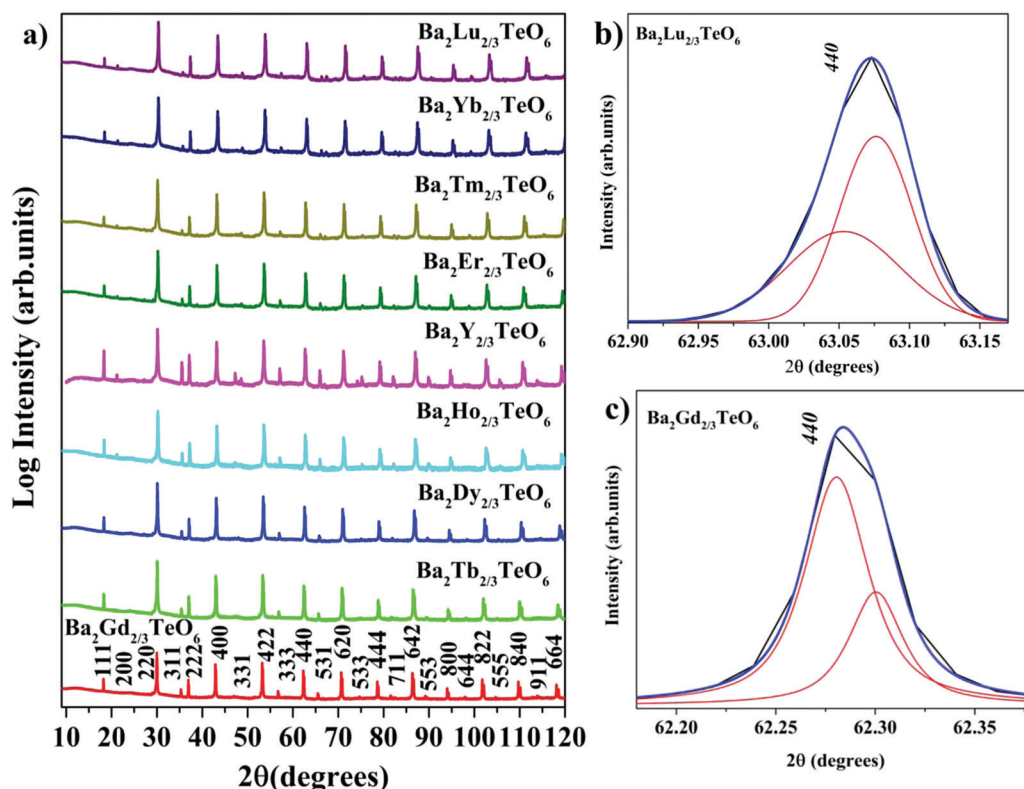 a)
Log Intensity (arb.units)
Ba₂Lu₂/₃TeO₆
Ba₂Yb₂/₃TeO₆
Ba₂Tm₂/₃TeO₆
Ba₂Er₂/₃TeO₆
Ba₂Y₂/₃TeO₆
Ba₂Ho₂/₃TeO₆
Ba₂Dy₂/₃TeO₆
Ba₂Tb₂/₃TeO₆
Ba₂Gd₂/₃TeO₆
111 200 220 311 222 400 331 422 333 440 531 620 533 444 711 642 553 800 644 822 555 840 911 664
10 20 30 40 50 60 70 80 90 100 110 120
2θ(degrees)
b)
Ba₂Lu₂/₃TeO₆
440
Intensity (arb.units)
62.90 62.95 63.00 63.05 63.10 63.15
2θ (degrees)
c)
Ba₂Gd₂/₃TeO₆
440
Intensity (arb.units)
62.20 62.25 62.30 62.35
2θ (degrees)